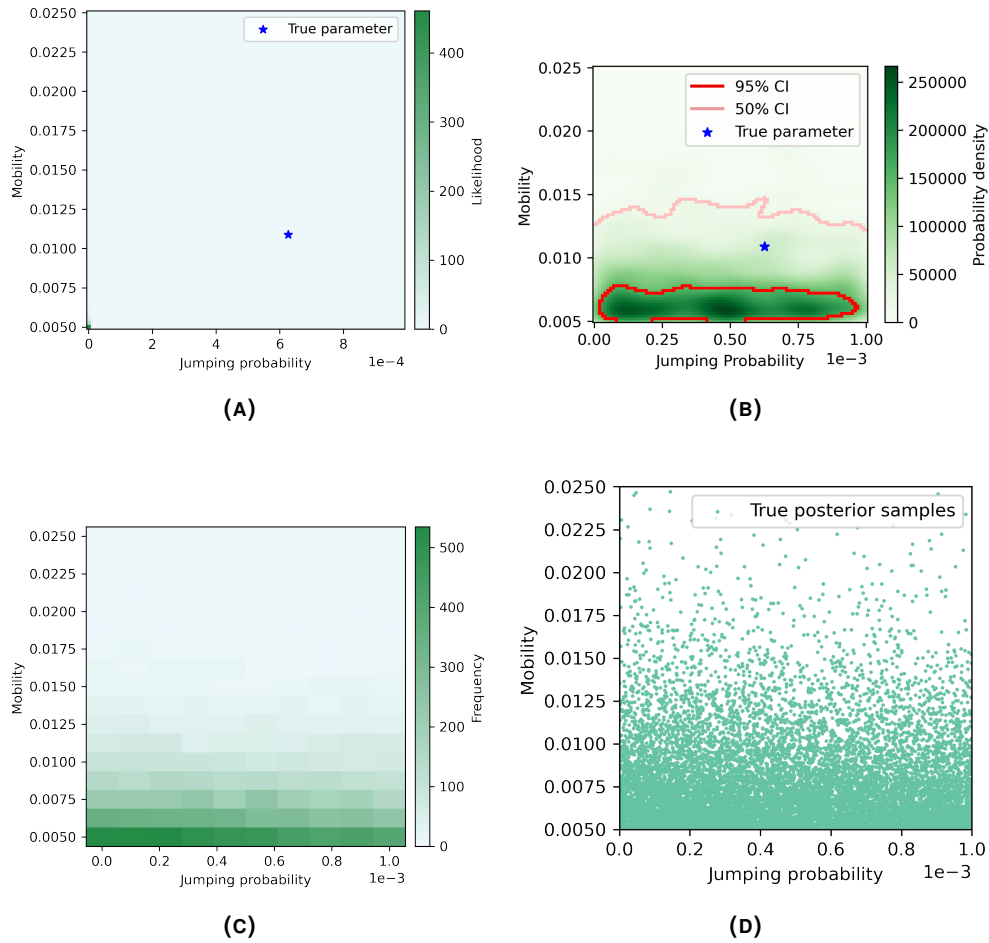 True parameter
0.0250
0.0225
0.0200
0.0175
0.0150
0.0125
0.0100
0.0075
0.0050
Mobility
0 2 4 6 8
1e−4
Jumping probability
400
300
200
100
0
Likelihood
(A)
95% CI
50% CI
True parameter
0.025
0.020
0.015
0.010
0.005
Mobility
0.00 0.25 0.50 0.75 1.00
1e−3
Jumping Probability
250000
200000
150000
100000
50000
0
Probability density
(B)
0.0250
0.0225
0.0200
0.0175
0.0150
0.0125
0.0100
0.0075
0.0050
Mobility
0.0 0.2 0.4 0.6 0.8 1.0
1e−3
Jumping probability
500
400
300
200
100
0
Frequency
(C)
True posterior samples
0.0250
0.0225
0.0200
0.0175
0.0150
0.0125
0.0100
0.0075
0.0050
Mobility
0.0 0.2 0.4 0.6 0.8 1.0
1e−3
Jumping probability
(D)